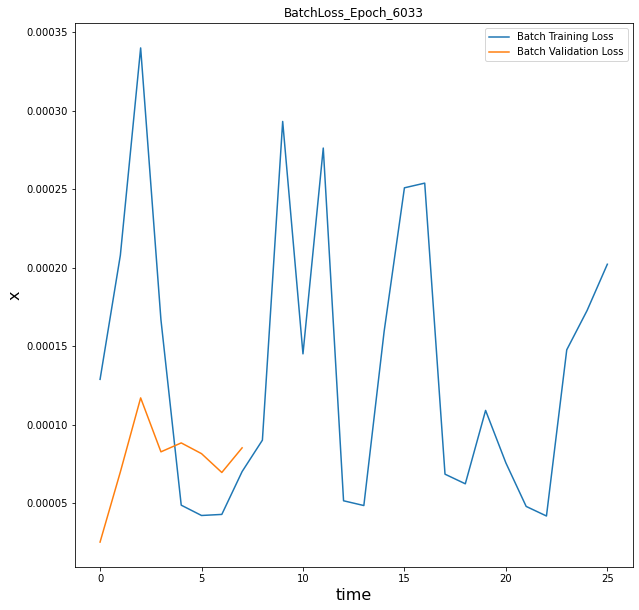 BatchLoss_Epoch_6033
Batch Training Loss
Batch Validation Loss
0.00035
0.00030
0.00025
0.00020
0.00015
0.00010
0.00005
x
0 5 10 15 20 25
time